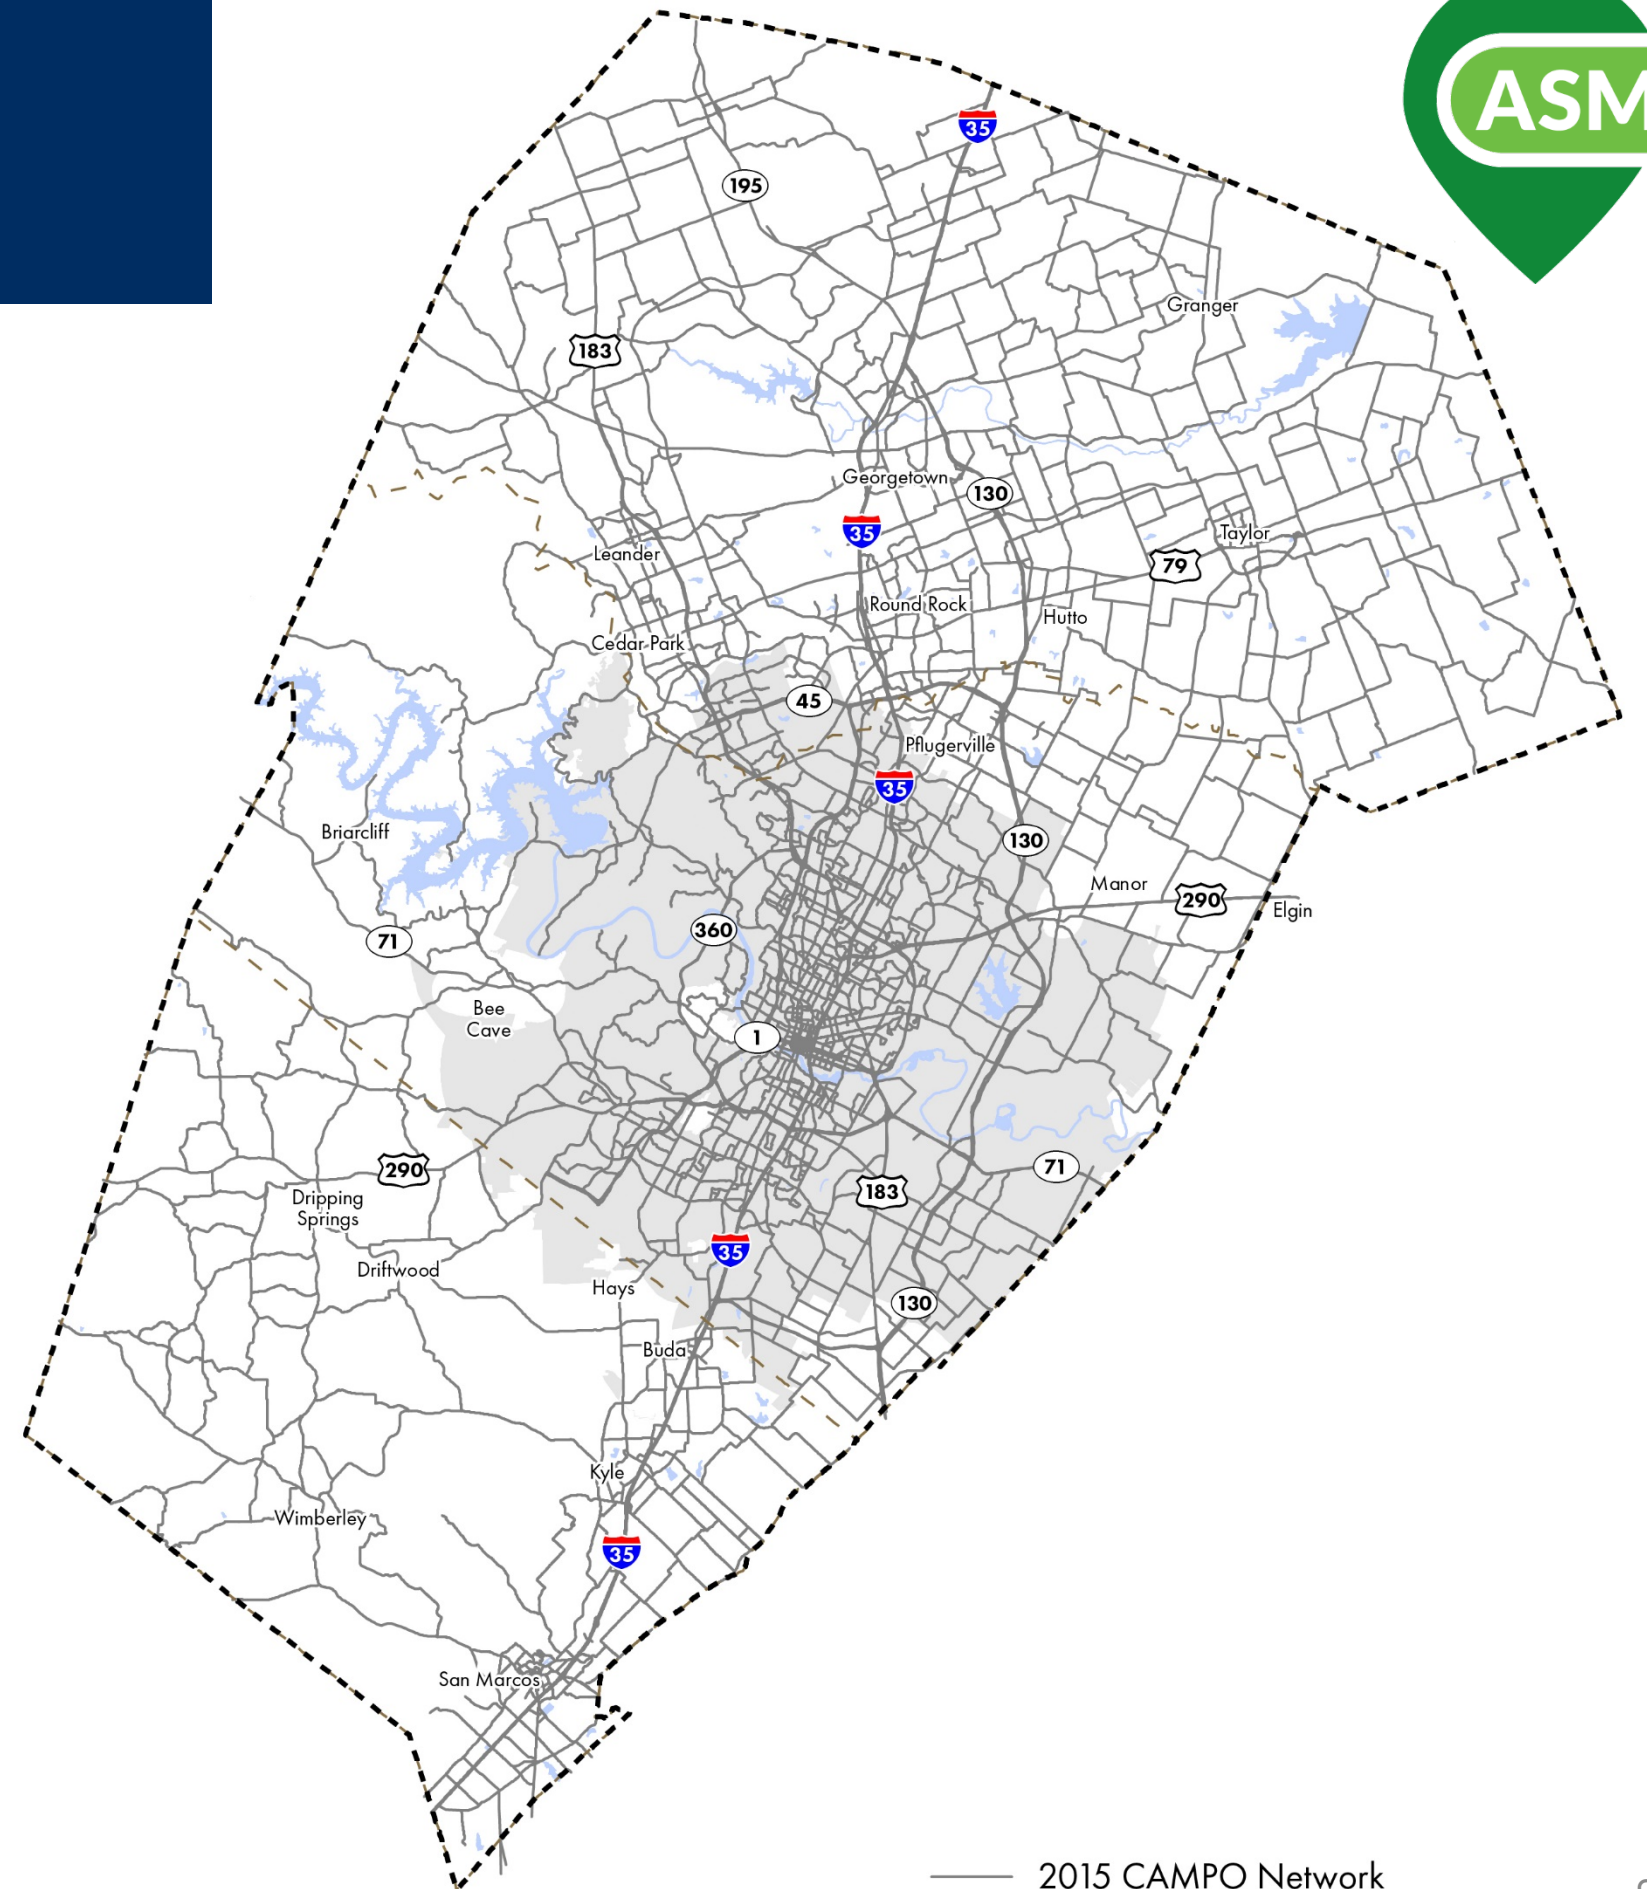 ASM
35
195
Granger
183
Georgetown
130
35
Taylor
Leander
79
Round Rock
Hutto
Cedar Park
45
Pflugerville
35
Briarcliff
130
Manor
290
Elgin
360
71
Bee
Cave
1
71
290
183
Dripping
Springs
35
Driftwood
Hays
130
Buda
Kyle
Wimberley
35
San Marcos
2015 CAMPO Network